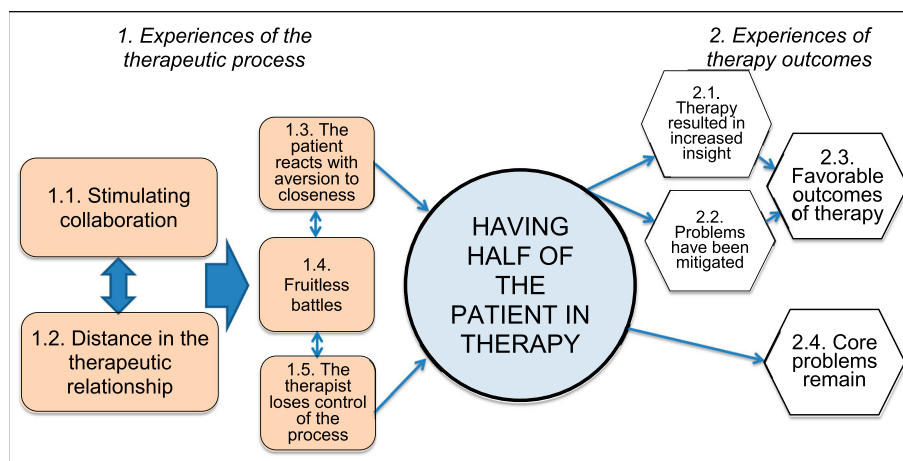 1. Experiences of the
therapeutic process
2. Experiences of
therapy outcomes
1.1. Stimulating
collaboration
1.2. Distance in the
therapeutic
relationship
1.3. The
patient
reacts with
aversion to
closeness
1.4.
Fruitless
battles
1.5. The
therapist
loses control
of the
process
HAVING
HALF OF
THE
PATIENT IN
THERAPY
2.1.
Therapy
resulted in
increased
insight
2.2.
Problems
have been
mitigated
2.3.
Favorable
outcomes
of therapy
2.4. Core
problems
remain